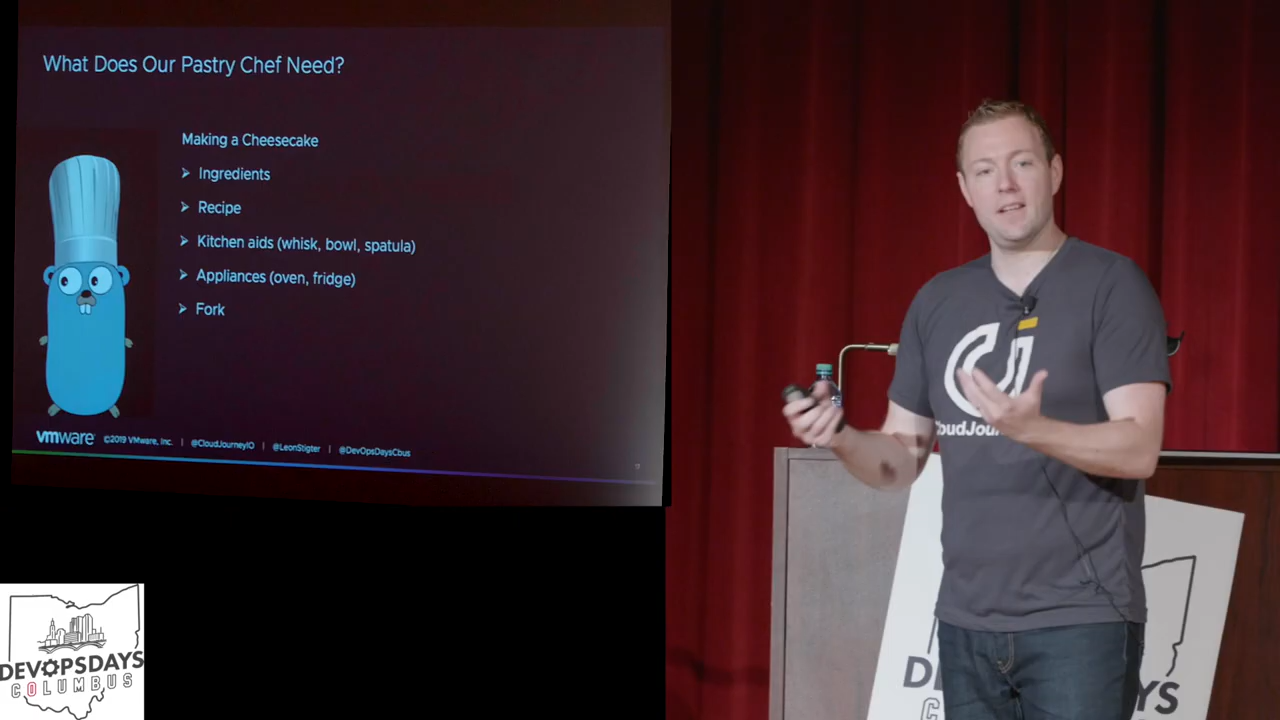 What Does Our Pastry Chef Need?
Making a Cheesecake
➤ Ingredients
➤ Recipe
➤ Kitchen aids (whisk, bowl, spatula)
➤ Appliances (oven, fridge)
➤ Fork
vmware ©2019 VMware, Inc. | @CloudJourneyIO | @LeonStigter | @DevOpsDaysCbus
DEVOPSDAYS
COLUMBUS
CJ